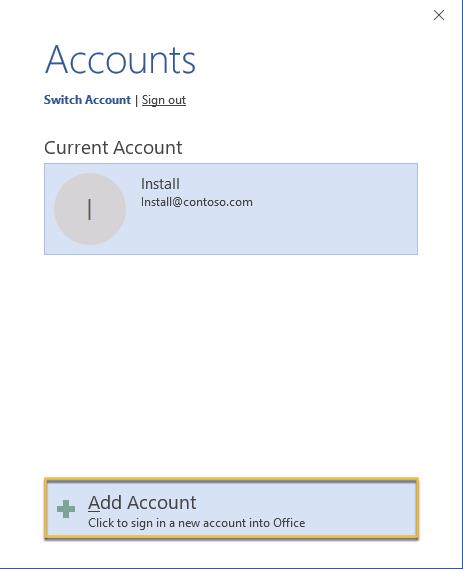 Accounts
Switch Account | Sign out
Current Account
I
Install
Install@contoso.com
Add Account
Click to sign in a new account into Office